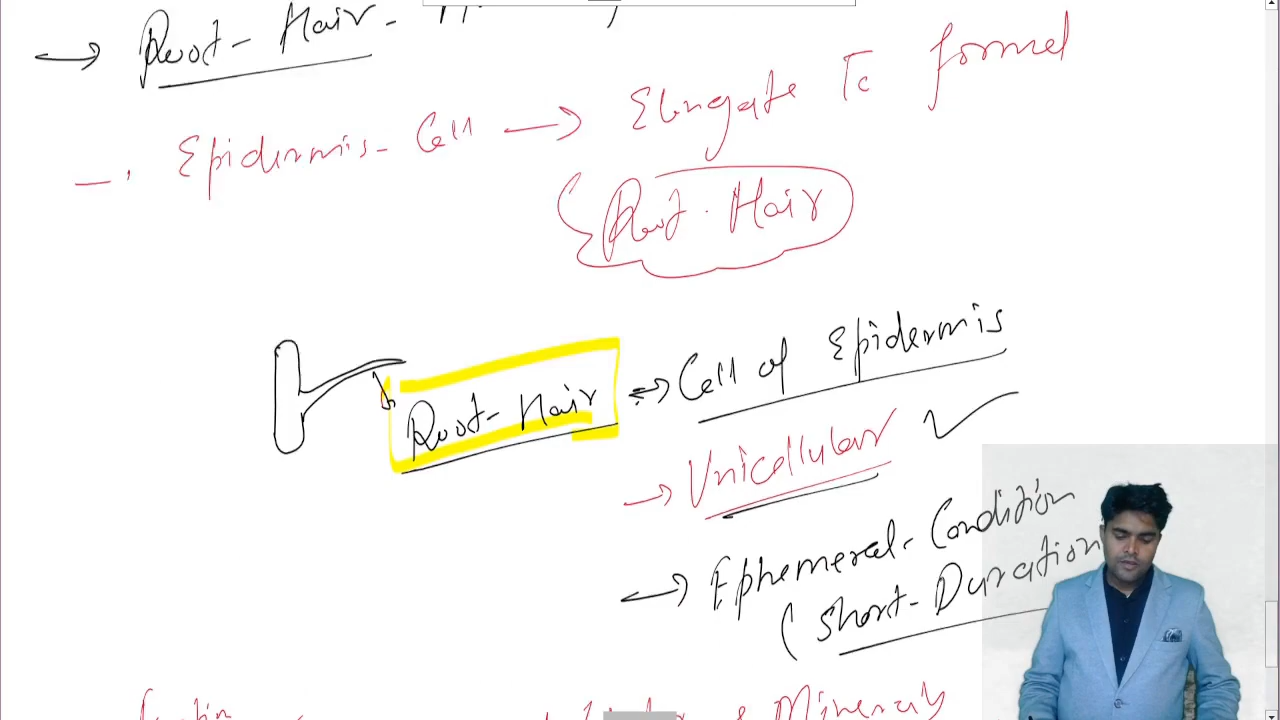 → Root-Hair-
—. Epidermis-Cell → Elongate To formed
Root. Hair
Root-Hair → Cell of Epidermis
→ Unicellular ✓
→ Ephemeral-Condition
(Short-Duration
& Minerals